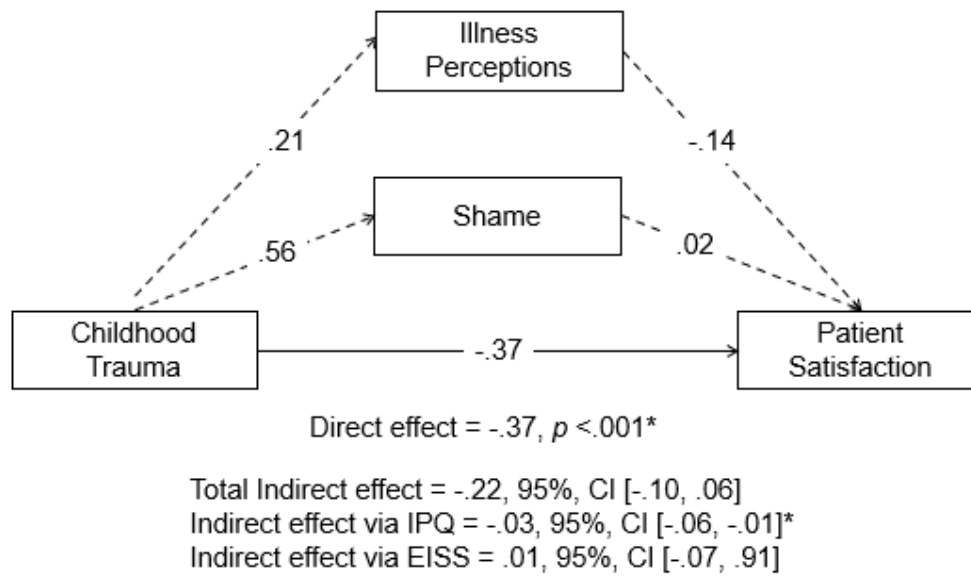 Illness
Perceptions
.21
-.14
Shame
.56
.02
Childhood
Trauma
-.37
Patient
Satisfaction
Direct effect = -.37, p <.001*
Total Indirect effect = -.22, 95%, CI [-.10, .06]
Indirect effect via IPQ = -.03, 95%, CI [-.06, -.01]*
Indirect effect via EISS = .01, 95%, CI [-.07, .91]